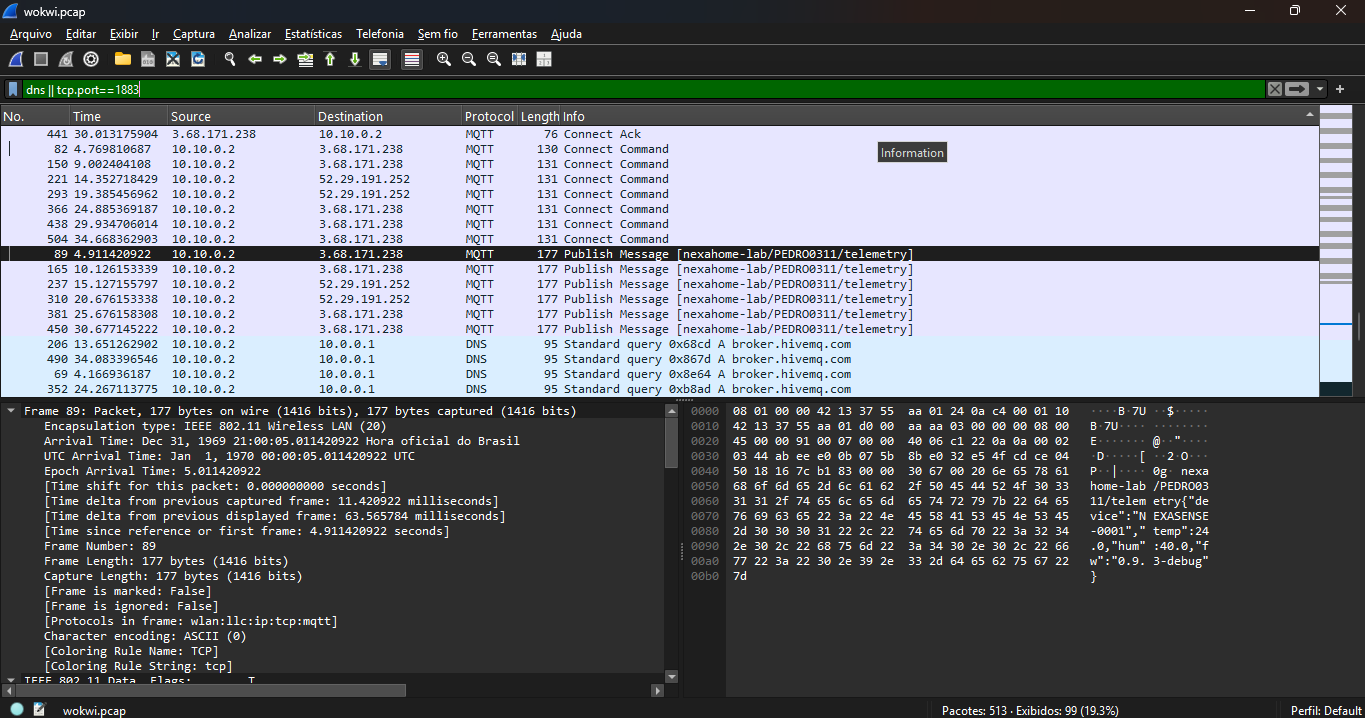 wokwi.pcap
Arquivo Editar Exibir Ir Captura Analizar Estatísticas Telefonia Sem fio Ferramentas Ajuda
dns || tcp.port==1883
No. Time Source Destination Protocol Length Info
441 30.013175904 3.68.171.238 10.10.0.2 MQTT 76 Connect Ack
82 4.769810687 10.10.0.2 3.68.171.238 MQTT 130 Connect Command
Information
150 9.002404108 10.10.0.2 3.68.171.238 MQTT 131 Connect Command
221 14.352718429 10.10.0.2 52.29.191.252 MQTT 131 Connect Command
293 19.385456962 10.10.0.2 52.29.191.252 MQTT 131 Connect Command
366 24.885369187 10.10.0.2 3.68.171.238 MQTT 131 Connect Command
438 29.934706014 10.10.0.2 3.68.171.238 MQTT 131 Connect Command
504 34.668362903 10.10.0.2 3.68.171.238 MQTT 131 Connect Command
89 4.911420922 10.10.0.2 3.68.171.238 MQTT 177 Publish Message [nexahome-lab/PEDRO0311/telemetry]
165 10.126153339 10.10.0.2 3.68.171.238 MQTT 177 Publish Message [nexahome-lab/PEDRO0311/telemetry]
237 15.127155797 10.10.0.2 52.29.191.252 MQTT 177 Publish Message [nexahome-lab/PEDRO0311/telemetry]
310 20.676153338 10.10.0.2 52.29.191.252 MQTT 177 Publish Message [nexahome-lab/PEDRO0311/telemetry]
381 25.676158308 10.10.0.2 3.68.171.238 MQTT 177 Publish Message [nexahome-lab/PEDRO0311/telemetry]
450 30.677145222 10.10.0.2 3.68.171.238 MQTT 177 Publish Message [nexahome-lab/PEDRO0311/telemetry]
206 13.651262902 10.10.0.2 10.0.0.1 DNS 95 Standard query 0x68cd A broker.hivemq.com
490 34.083396546 10.10.0.2 10.0.0.1 DNS 95 Standard query 0x867d A broker.hivemq.com
69 4.166936187 10.10.0.2 10.0.0.1 DNS 95 Standard query 0x8e64 A broker.hivemq.com
352 24.267113775 10.10.0.2 10.0.0.1 DNS 95 Standard query 0xb8ad A broker.hivemq.com
Frame 89: Packet, 177 bytes on wire (1416 bits), 177 bytes captured (1416 bits)
Encapsulation type: IEEE 802.11 Wireless LAN (20)
Arrival Time: Dec 31, 1969 21:00:05.011420922 Hora oficial do Brasil
UTC Arrival Time: Jan 1, 1970 00:00:05.011420922 UTC
Epoch Arrival Time: 5.011420922
[Time shift for this packet: 0.000000000 seconds]
[Time delta from previous captured frame: 11.420922 milliseconds]
[Time delta from previous displayed frame: 63.565784 milliseconds]
[Time since reference or first frame: 4.911420922 seconds]
Frame Number: 89
Frame Length: 177 bytes (1416 bits)
Capture Length: 177 bytes (1416 bits)
[Frame is marked: False]
[Frame is ignored: False]
[Protocols in frame: wlan:llc:ip:tcp:mqtt]
Character encoding: ASCII (0)
[Coloring Rule Name: TCP]
[Coloring Rule String: tcp]
IEEE 802.11 Data, Flags: .......T
0000 08 01 00 00 42 13 37 55 aa 01 24 0a c4 00 01 10 ····B·7U ··$·····
0010 42 13 37 55 aa 01 d0 00 aa aa 03 00 00 00 08 00 B·7U···· ········
0020 45 00 00 91 00 07 00 00 40 06 c1 22 0a 0a 00 02 E······· @··"····
0030 03 44 ab ee e0 0b 07 5b 8b e0 32 e5 4f cd ce 04 ·D·····[ ··2·O···
0040 50 18 16 7c b1 83 00 00 30 67 00 20 6e 65 78 61 P··|···· 0g· nexa
0050 68 6f 6d 65 2d 6c 61 62 2f 50 45 44 52 4f 30 33 home-lab /PEDRO03
0060 31 31 2f 74 65 6c 65 6d 65 74 72 79 7b 22 64 65 11/telem etry{"de
0070 76 69 63 65 22 3a 22 4e 45 58 41 53 45 4e 53 45 vice":"N EXASENSE
0080 2d 30 30 30 31 22 2c 22 74 65 6d 70 22 3a 32 34 -0001"," temp":24
0090 2e 30 2c 22 68 75 6d 22 3a 34 30 2e 30 2c 22 66 .0,"hum" :40.0,"f
00a0 77 22 3a 22 30 2e 39 2e 33 2d 64 65 62 75 67 22 w":"0.9. 3-debug"
00b0 7d }
wokwi.pcap Pacotes: 513 · Exibidos: 99 (19.3%) Perfil: Default